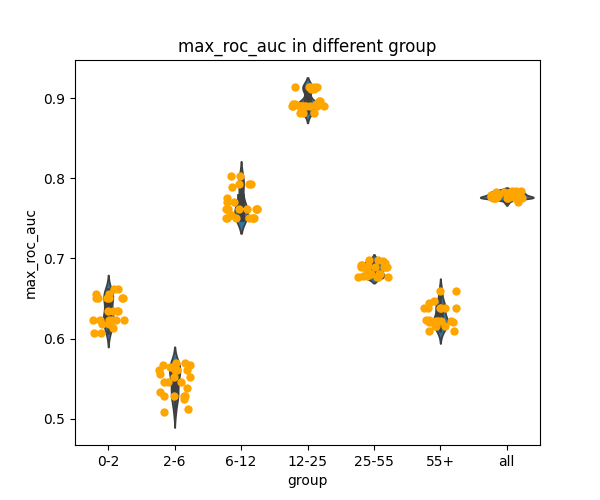 max_roc_auc in different group
0.9
0.8
0.7
0.6
0.5
max_roc_auc
0-2 2-6 6-12 12-25 25-55 55+ all
group